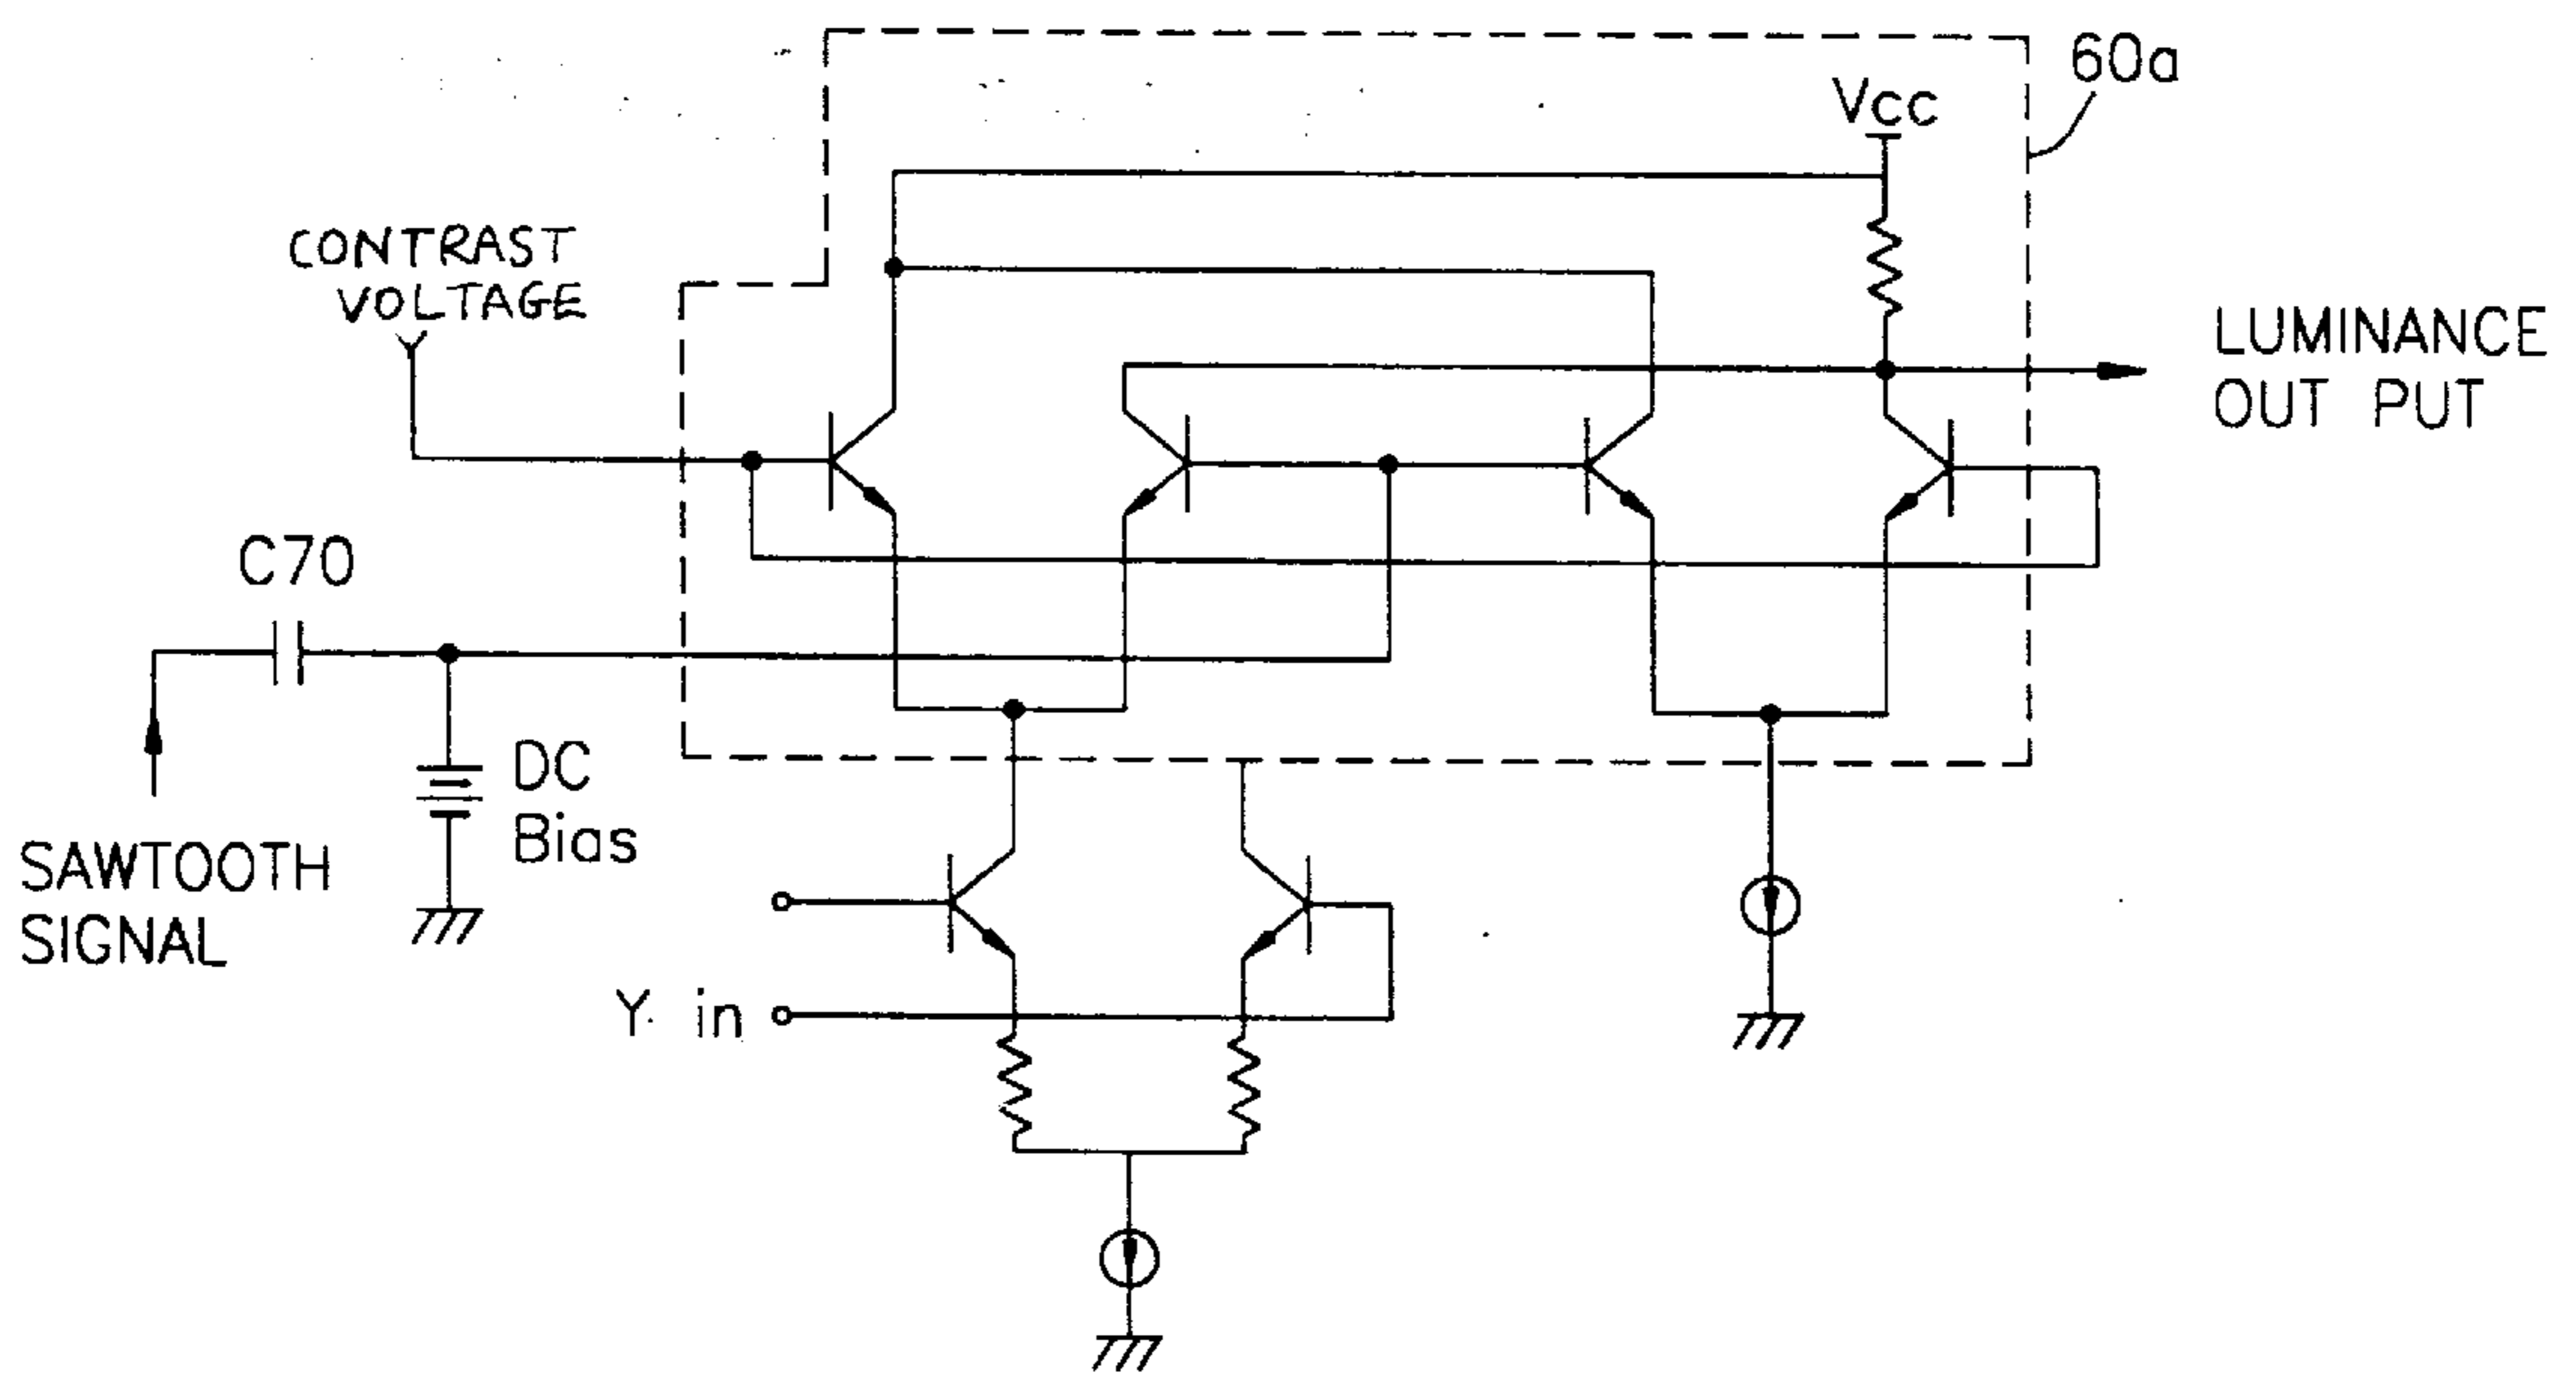 60a
Vcc
CONTRAST
VOLTAGE
LUMINANCE
OUT PUT
C70
DC
Bias
SAWTOOTH
SIGNAL
Y in